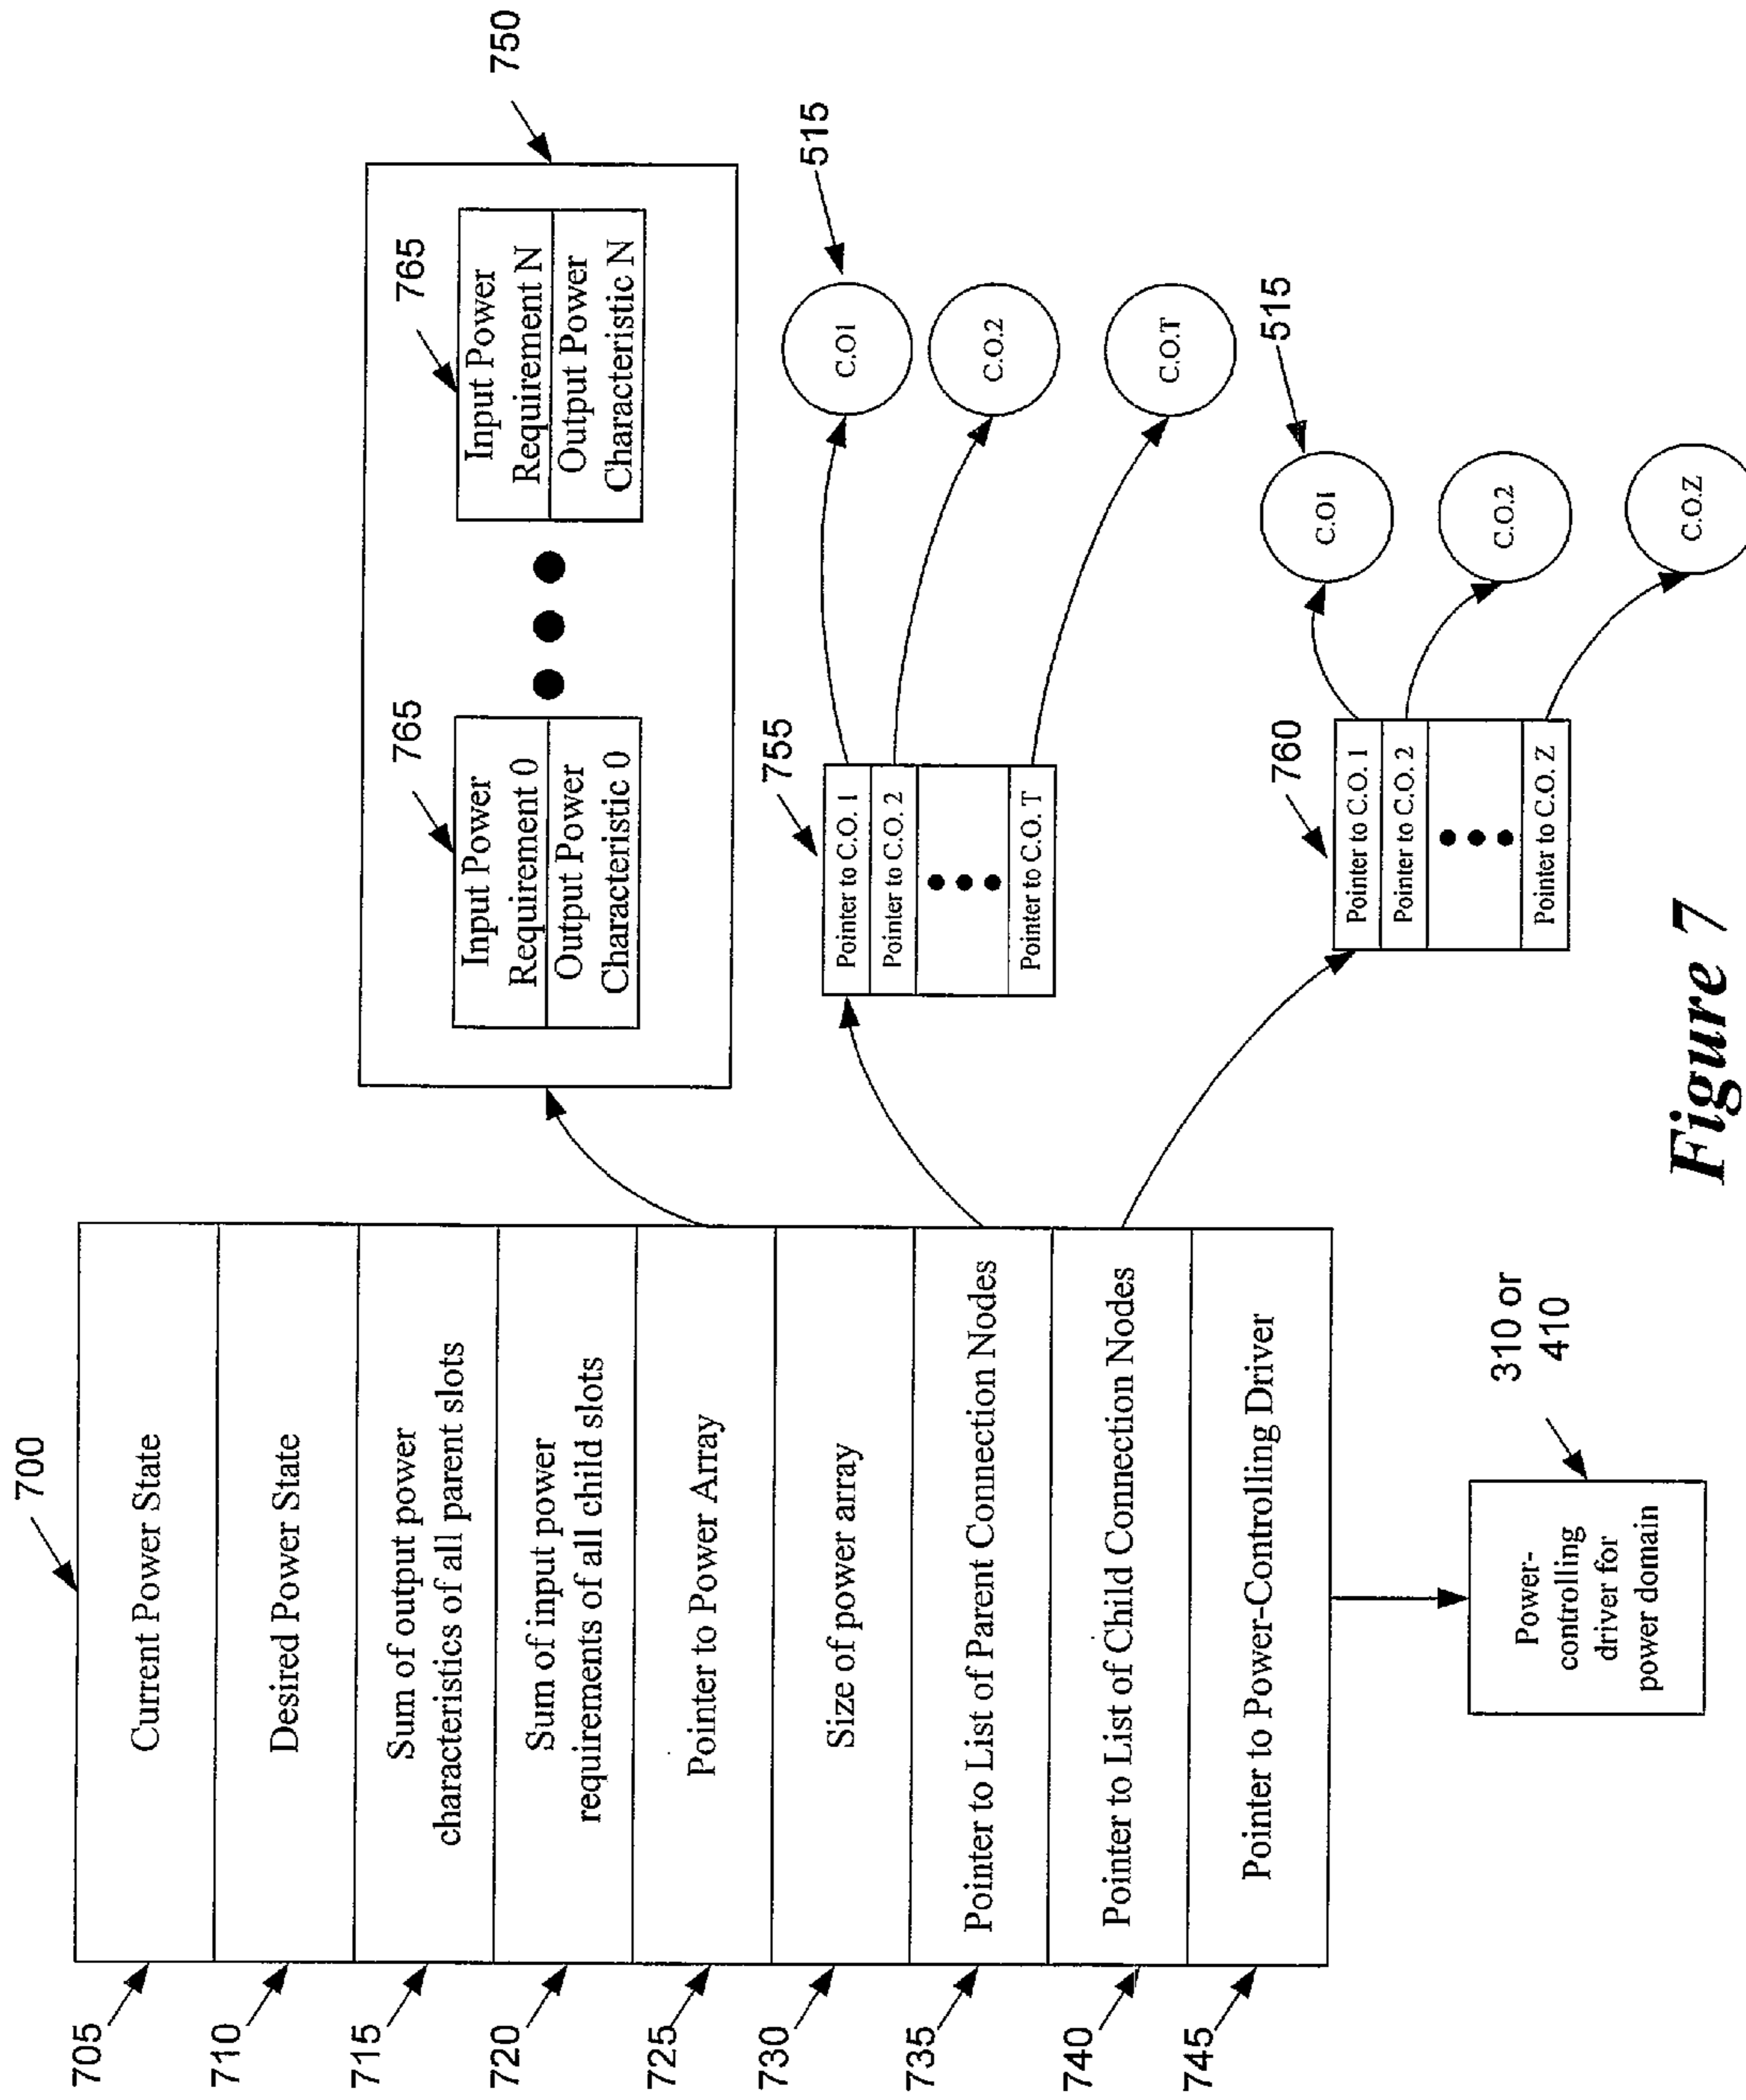 700
705
Current Power State
710
Desired Power State
715
Sum of output power
characteristics of all parent slots
720
Sum of input power
requirements of all child slots
725
Pointer to Power Array
730
Size of power array
735
Pointer to List of Parent Connection Nodes
740
Pointer to List of Child Connection Nodes
745
Pointer to Power-Controlling Driver
310 or
410
Power-
controlling
driver for
power domain
750
765
Input Power
Requirement 0
Output Power
Characteristic 0
765
Input Power
Requirement N
Output Power
Characteristic N
755
Pointer to C.O. 1
Pointer to C.O. 2
Pointer to C.O. T
515
C.O1
C.O.2
C.O.T
760
Pointer to C.O. 1
Pointer to C.O. 2
Pointer to C.O. Z
515
C.O1
C.O.2
C.O.Z
Figure 7